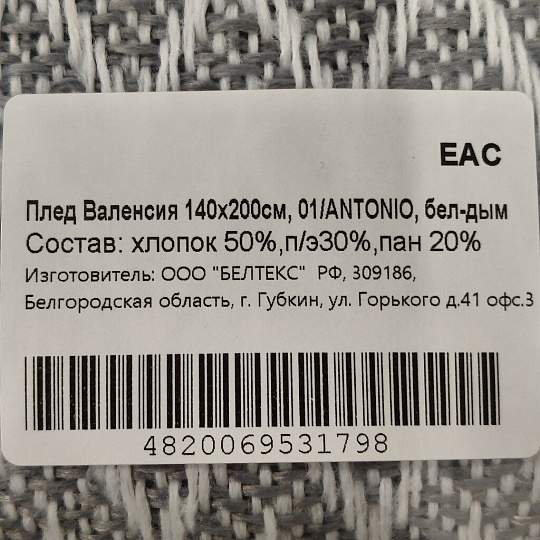 EAC
Плед Валенсия 140х200см, 01/ANTONIO, бел-дым
Состав: хлопок 50%,п/э30%,пан 20%
Изготовитель: ООО "БЕЛТЕКС" РФ, 309186,
Белгородская область, г. Губкин, ул. Горького д.41 офс.3
4820069531798